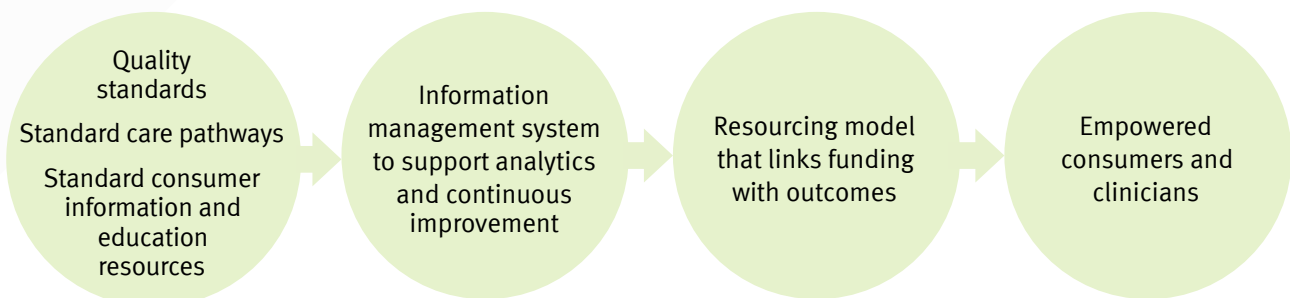 Quality
standards
Standard care pathways
Standard consumer
information and
education
resources
Information
management system
to support analytics
and continuous
improvement
Resourcing model
that links funding
with outcomes
Empowered
consumers and
clinicians